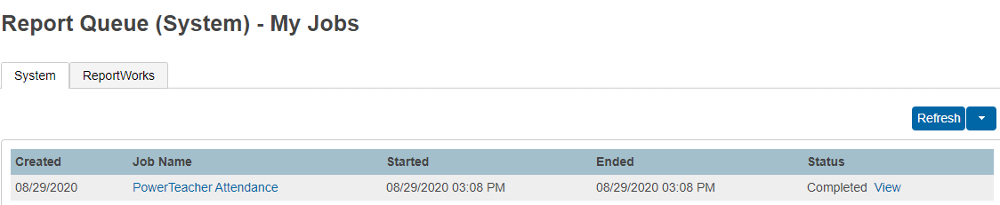 Report Queue (System) - My Jobs
System ReportWorks
Refresh
Created Job Name Started Ended Status
08/29/2020 PowerTeacher Attendance 08/29/2020 03:08 PM 08/29/2020 03:08 PM Completed View